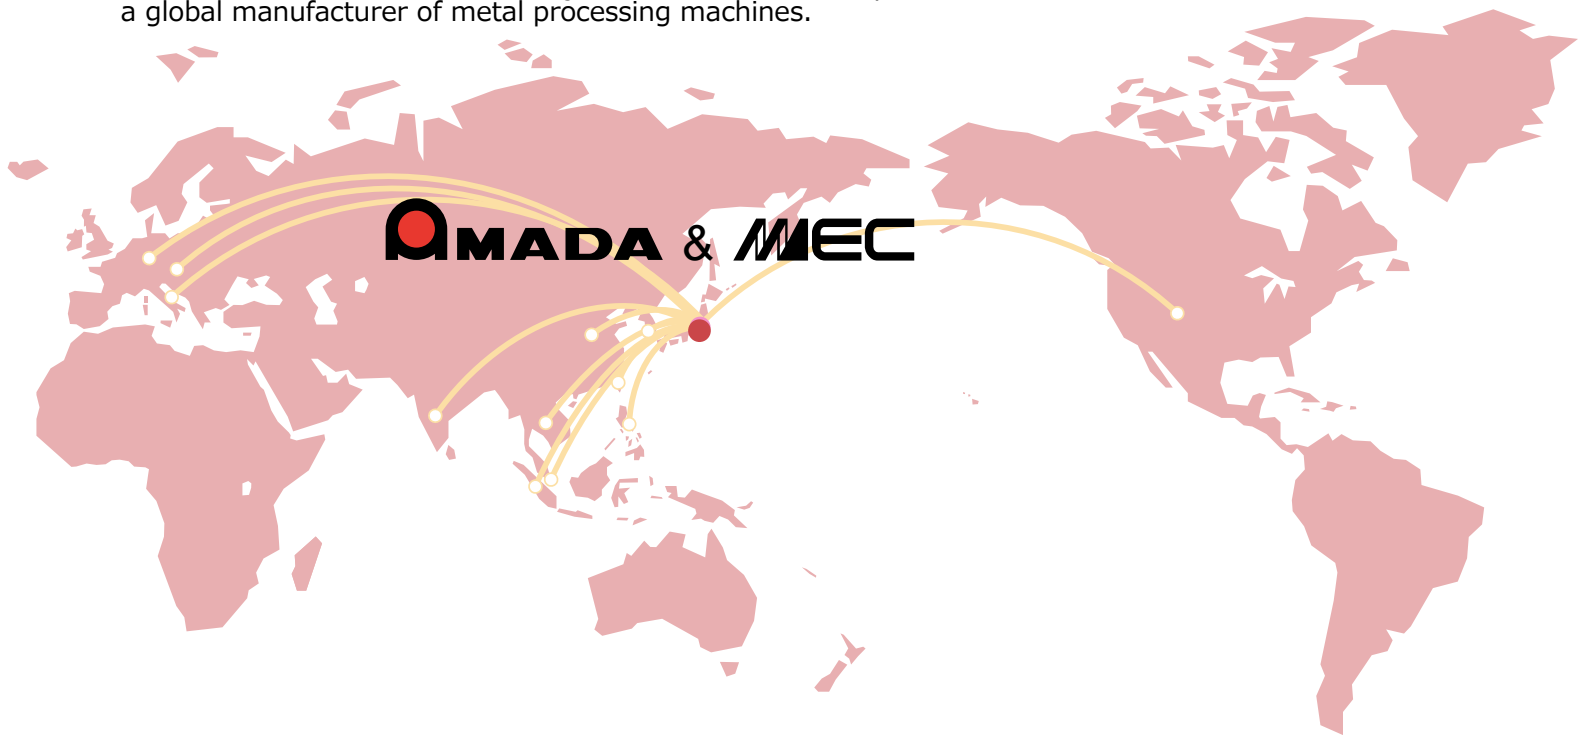 a global manufacturer of metal processing machines.
AMADA & MEC